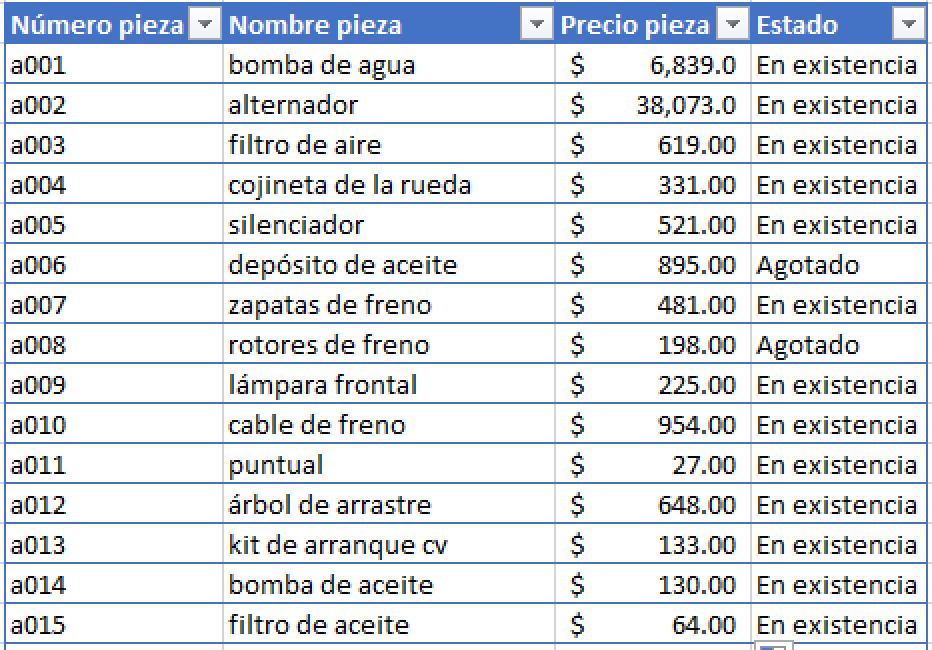 Número pieza Nombre pieza Precio pieza Estado
a001 bomba de agua $ 6,839.0 En existencia
a002 alternador $ 38,073.0 En existencia
a003 filtro de aire $ 619.00 En existencia
a004 cojineta de la rueda $ 331.00 En existencia
a005 silenciador $ 521.00 En existencia
a006 depósito de aceite $ 895.00 Agotado
a007 zapatas de freno $ 481.00 En existencia
a008 rotores de freno $ 198.00 Agotado
a009 lámpara frontal $ 225.00 En existencia
a010 cable de freno $ 954.00 En existencia
a011 puntual $ 27.00 En existencia
a012 árbol de arrastre $ 648.00 En existencia
a013 kit de arranque cv $ 133.00 En existencia
a014 bomba de aceite $ 130.00 En existencia
a015 filtro de aceite $ 64.00 En existencia